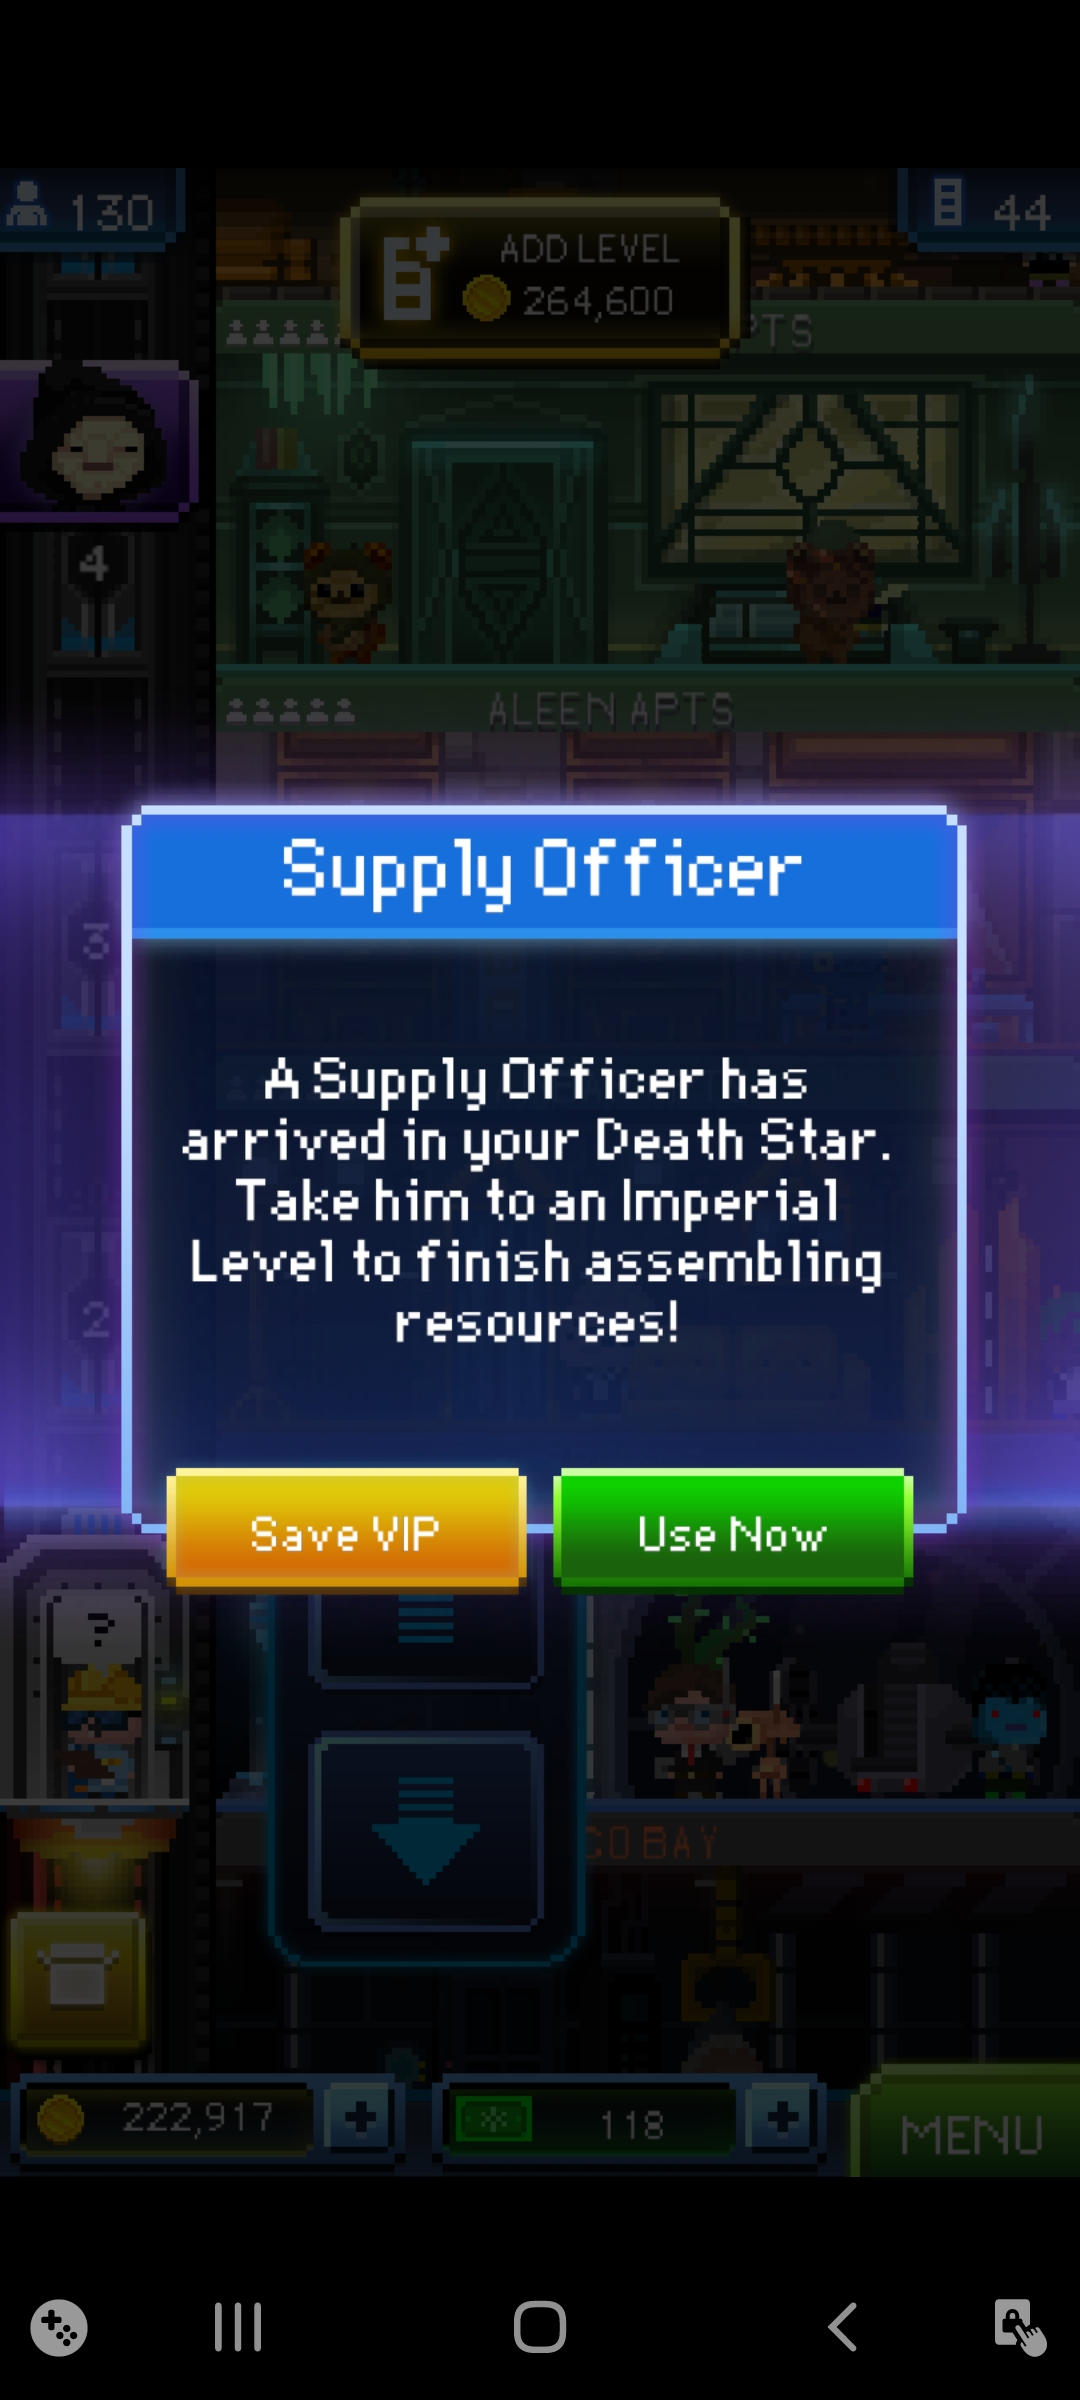 130
44
ADD LEVEL
264,600
PTS
4
ALEEN APTS
Supply Officer
3
A Supply Officer has
arrived in your Death Star.
Take him to an Imperial
Level to finish assembling
resources!
2
Save VIP
Use Now
?
CO BAY
222,917
118
MENU